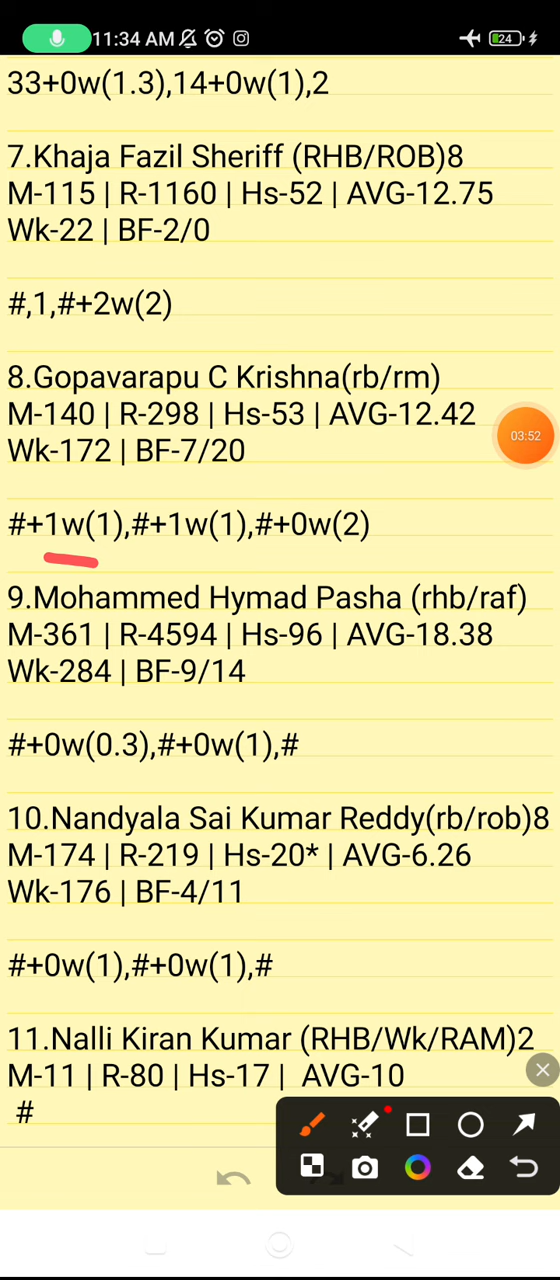 11:34 AM
24
33+0w(1.3),14+0w(1),2
7.Khaja Fazil Sheriff (RHB/ROB)8
M-115 | R-1160 | Hs-52 | AVG-12.75
Wk-22 | BF-2/0
#,1,#+2w(2)
8.Gopavarapu C Krishna(rb/rm)
M-140 | R-298 | Hs-53 | AVG-12.42
Wk-172 | BF-7/20
03:52
#+1w(1),#+1w(1),#+0w(2)
9.Mohammed Hymad Pasha (rhb/raf)
M-361 | R-4594 | Hs-96 | AVG-18.38
Wk-284 | BF-9/14
#+0w(0.3),#+0w(1),#
10.Nandyala Sai Kumar Reddy(rb/rob)8
M-174 | R-219 | Hs-20* | AVG-6.26
Wk-176 | BF-4/11
#+0w(1),#+0w(1),#
11.Nalli Kiran Kumar (RHB/Wk/RAM)2
M-11 | R-80 | Hs-17 |  AVG-10
#